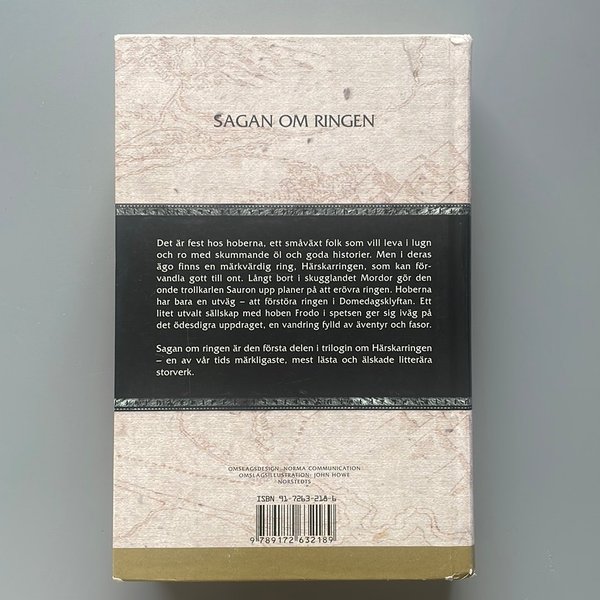 SAGAN OM RINGEN
Det är fest hos hoberna, ett småväxt folk som vill leva i lugn
och ro med skummande öl och goda historier. Men i deras
ägo finns en märkvärdig ring, Härskarringen, som kan för-
vandla gott till ont. Långt bort i skugglandet Mordor gör den
onde trollkarlen Sauron upp planer på att erövra ringen. Hoberna
har bara en utväg – att förstöra ringen i Domedagsklyftan. Ett
litet utvalt sällskap med hoben Frodo i spetsen ger sig iväg på
det ödesdigra uppdraget, en vandring fylld av äventyr och fasor.
Sagan om ringen är den första delen i trilogin om Härskarringen
– en av vår tids märkligaste, mest lästa och älskade litterära
storverk.
OMSLAGSDESIGN: NORMA COMMUNICATION
OMSLAGSILLUSTRATION: JOHN HOWE
NORSTEDTS
ISBN 91-7263-218-6
9 789172 632189